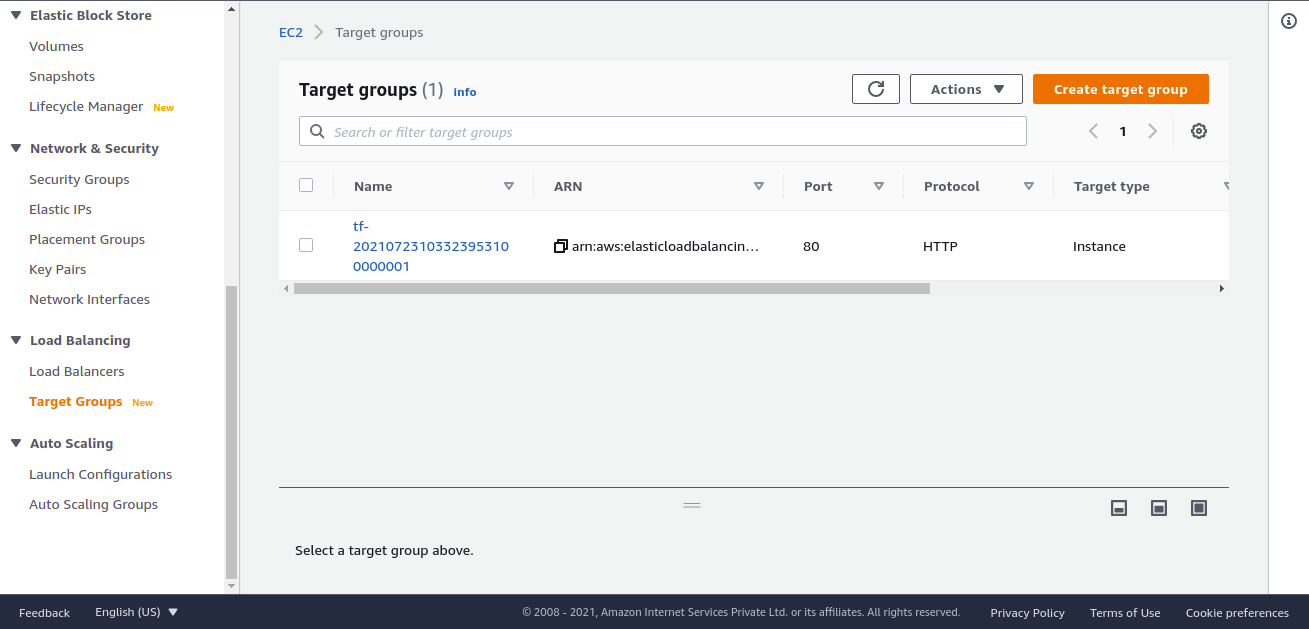 Elastic Block Store
Volumes
Snapshots
Lifecycle Manager New
Network & Security
Security Groups
Elastic IPs
Placement Groups
Key Pairs
Network Interfaces
Load Balancing
Load Balancers
Target Groups New
Auto Scaling
Launch Configurations
Auto Scaling Groups
EC2 Target groups
Target groups (1) Info
Actions
Create target group
Search or filter target groups
1
Name ARN Port Protocol Target type
tf-
2021072310332395310
0000001
arn:aws:elasticloadbalancin… 80 HTTP Instance
Select a target group above.
Feedback English (US) © 2008 - 2021, Amazon Internet Services Private Ltd. or its affiliates. All rights reserved. Privacy Policy Terms of Use Cookie preferences